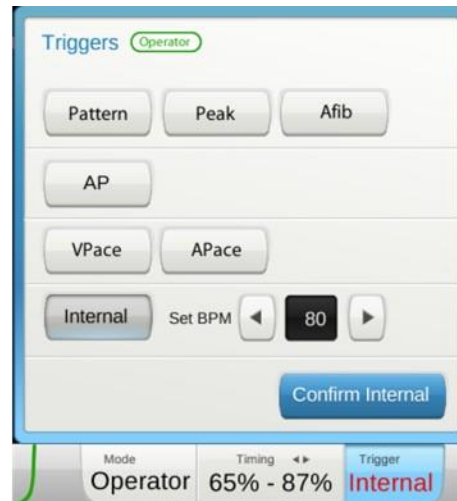 Triggers Operator
Pattern Peak Afib
AP
VPace APace
Internal Set BPM 80
Confirm Internal
Mode Timing Trigger
Operator 65% - 87% Internal